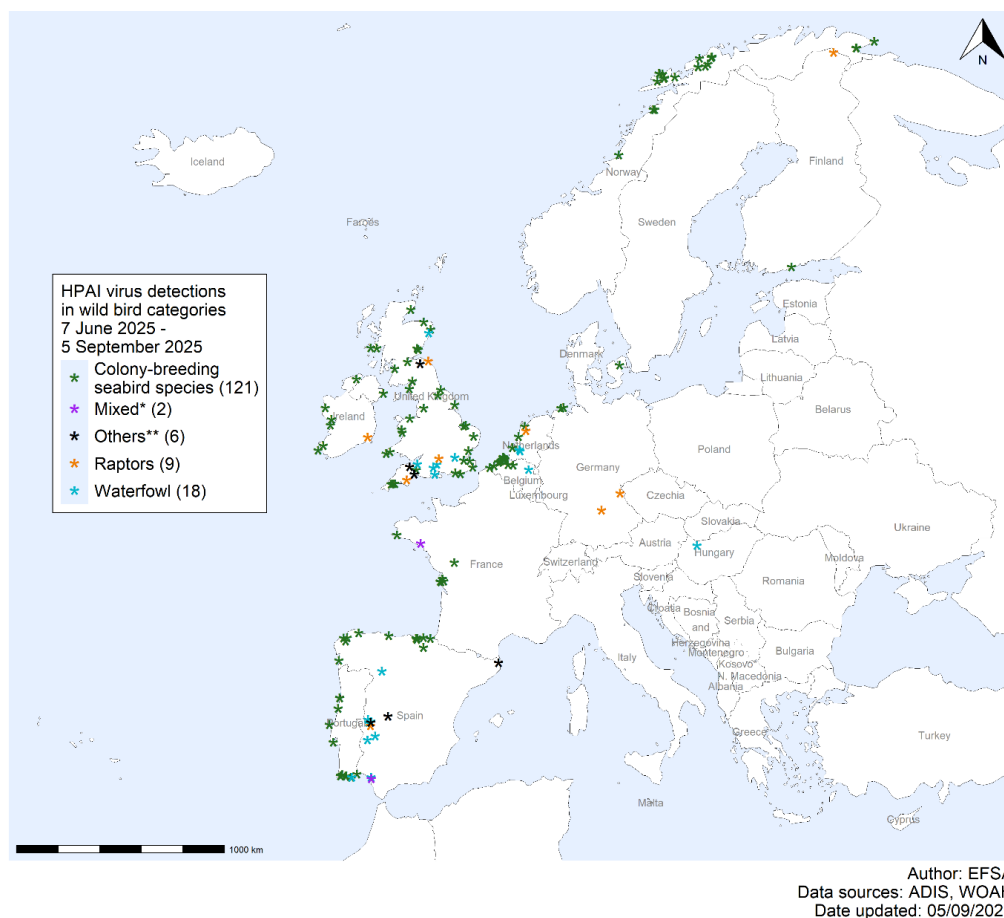 N
Iceland
Finland
Norway
Faroes
Sweden
HPAI virus detections
in wild bird categories
7 June 2025 -
5 September 2025
Colony-breeding
seabird species (121)
Mixed* (2)
Others** (6)
Raptors (9)
Waterfowl (18)
Estonia
Latvia
Denmark
Lithuania
United Kingdom
Ireland
Belarus
Netherlands
Poland
Germany
Belgium
Luxembourg
Czechia
Ukraine
Slovakia
Austria
Hungary
Moldova
France
Switzerland
Slovenia
Romania
Croatia
Bosnia
and
Herzegovina
Serbia
Montenegro
Bulgaria
Kosovo
Italy
N. Macedonia
Albania
Portugal
Spain
Greece
Turkey
Malta
Cyprus
1000 km
Author: EFSA
Data sources: ADIS, WOAH
Date updated: 05/09/202